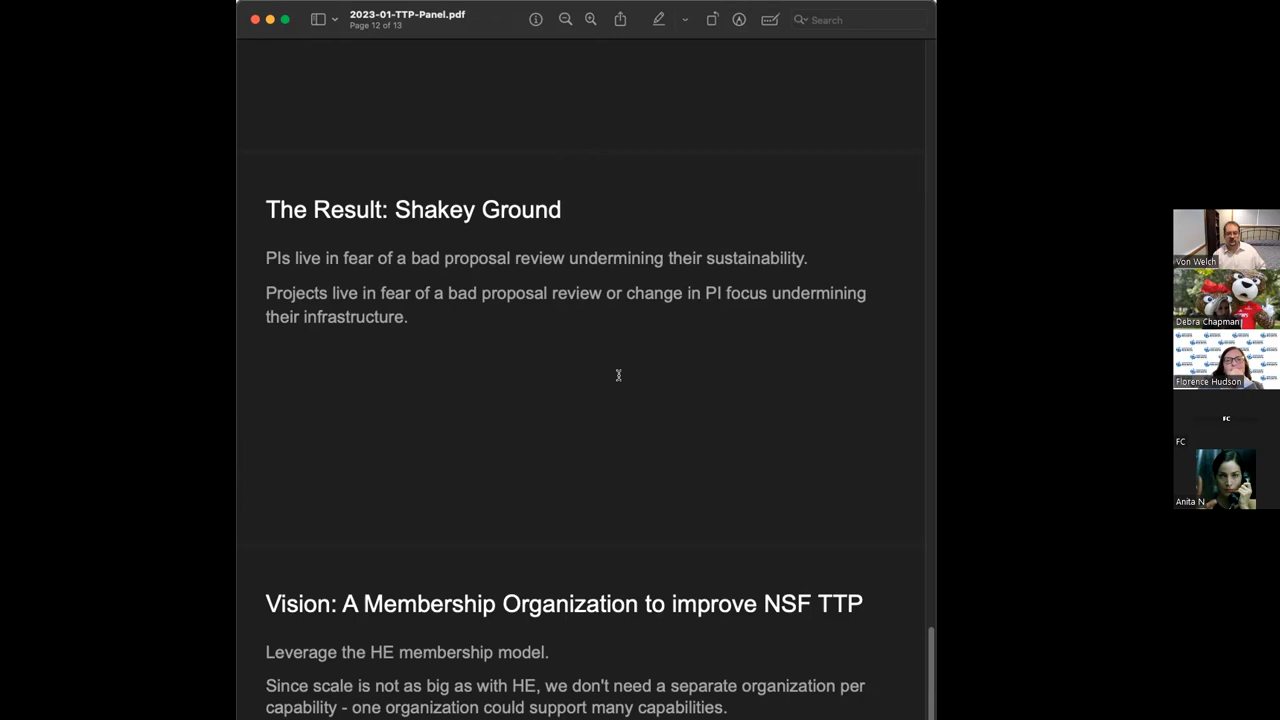 2023-01-TTP-Panel.pdf
Page 12 of 13
Search
The Result: Shakey Ground
PIs live in fear of a bad proposal review undermining their sustainability.
Projects live in fear of a bad proposal review or change in PI focus undermining
their infrastructure.
Vision: A Membership Organization to improve NSF TTP
Leverage the HE membership model.
Since scale is not as big as with HE, we don't need a separate organization per
capability - one organization could support many capabilities.
Von Welch
Debra Chapman
Florence Hudson
FC
FC
Anita N